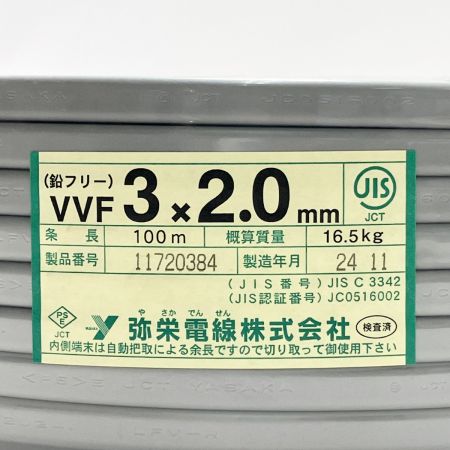 (鉛フリー)
VVF 3×2.0mm
JIS
JCT
条長 100m 概算質量 16.5kg
製品番号 11720384 製造年月 24 11
(JIS番号) JIS C 3342
(JIS認証番号) JC0516002
PS
E
JCT
やさかでんせん
弥栄電線株式会社
検査済
内側端末は自動把取による余長ですので切り取って御使用下さい